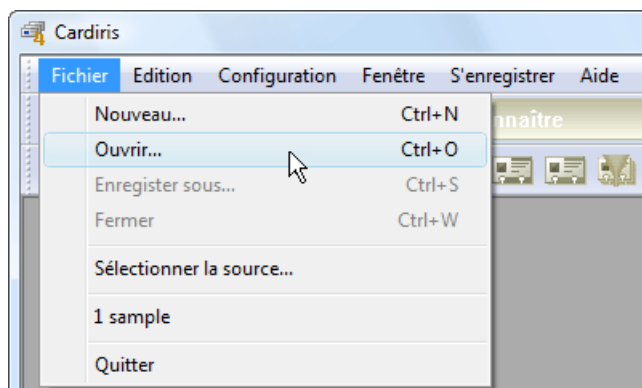 Cardiris
Fichier Edition Configuration Fenêtre S'enregistrer Aide
Nouveau... Ctrl+N
nnaître
Ouvrir... Ctrl+O
Enregister sous... Ctrl+S
Fermer Ctrl+W
Sélectionner la source...
1 sample
Quitter